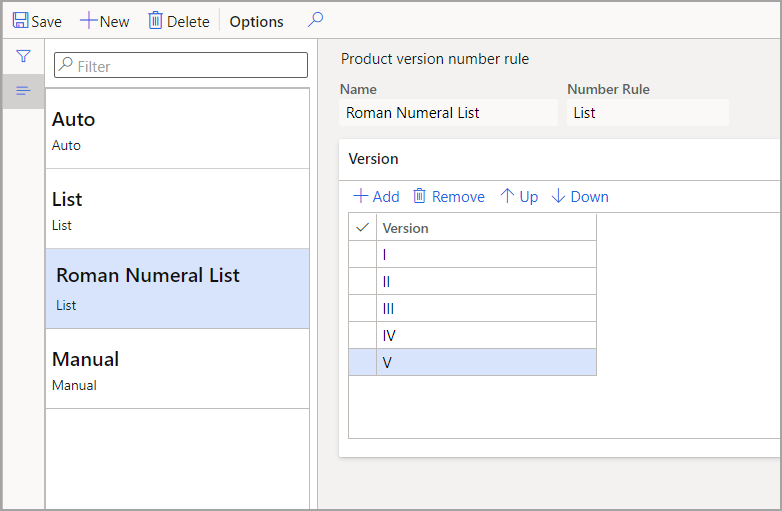 Save New Delete Options
Filter
Auto
Auto
List
List
Roman Numeral List
List
Manual
Manual
Product version number rule
Name Number Rule
Roman Numeral List List
Version
Add Remove Up Down
Version
I
II
III
IV
V